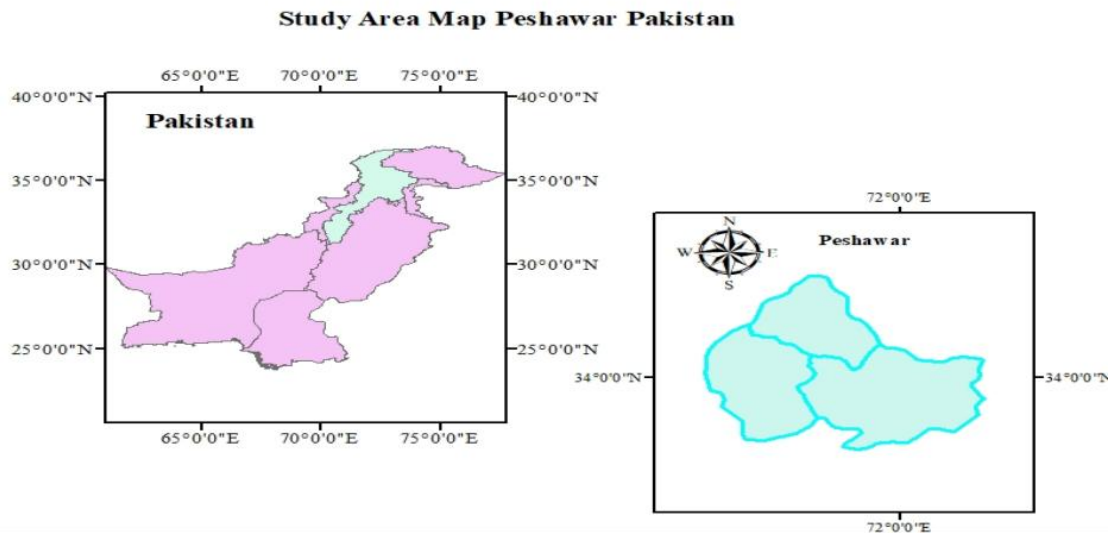 Study Area Map Peshawar Pakistan
65°0'0"E 70°0'0"E 75°0'0"E
40°0'0"N 40°0'0"N
Pakistan
35°0'0"N 35°0'0"N
30°0'0"N 30°0'0"N
25°0'0"N 25°0'0"N
65°0'0"E 70°0'0"E 75°0'0"E
72°0'0"E
N
Peshawar
W E
S
34°0'0"N 34°0'0"N
72°0'0"E